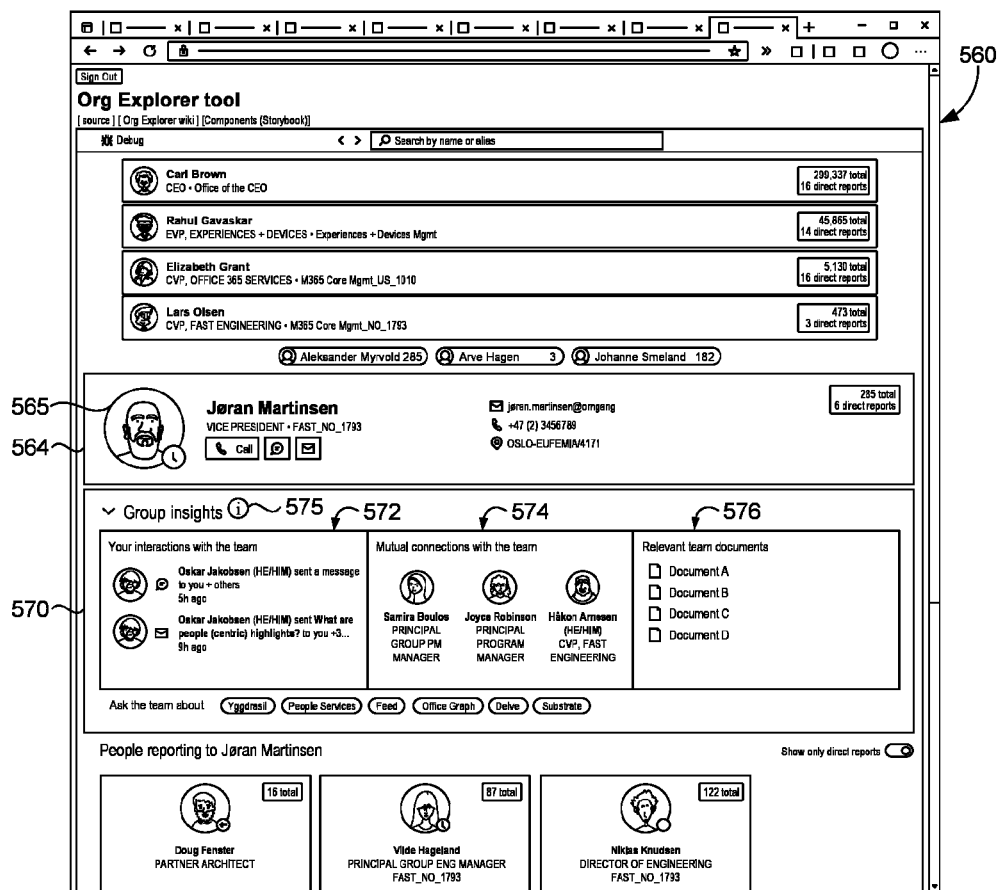 560
Sign Out
Org Explorer tool
[ source ] [ Org Explorer wiki ] [Components (Storybook)]
Debug
Search by name or alias
Carl Brown
CEO • Office of the CEO
299,337 total
16 direct reports
Rahul Gavaskar
EVP, EXPERIENCES + DEVICES • Experiences + Devices Mgmt
45,865 total
14 direct reports
Elizabeth Grant
CVP, OFFICE 365 SERVICES • M365 Core Mgmt_US_1010
5,130 total
16 direct reports
Lars Olsen
CVP, FAST ENGINEERING • M365 Core Mgmt_NO_1793
473 total
3 direct reports
Aleksander Myrvold 285
Arve Hagen 3
Johanne Smeland 182
565
564
Jøran Martinsen
VICE PRESIDENT • FAST_NO_1793
Call
jøran.martinsen@orngang
+47 (2) 3456789
OSLO-EUFEMIA/4171
285 total
6 direct reports
Group insights i 575
572
574
576
570
Your interactions with the team
Oskar Jakobsen (HE/HIM) sent a message
to you + others
5h ago
Oskar Jakobsen (HE/HIM) sent What are
people (centric) highlights? to you +3...
9h ago
Mutual connections with the team
Samira Boulos
PRINCIPAL
GROUP PM
MANAGER
Joyce Robinson
PRINCIPAL
PROGRAM
MANAGER
Håkon Arnesen
(HE/HIM)
CVP, FAST
ENGINEERING
Relevant team documents
Document A
Document B
Document C
Document D
Ask the team about
Yggdrasil
People Services
Feed
Office Graph
Delve
Substrate
People reporting to Jøran Martinsen
Show only direct reports
16 total
Doug Fenster
PARTNER ARCHITECT
87 total
Vilde Hageland
PRINCIPAL GROUP ENG MANAGER
FAST_NO_1793
122 total
Niklas Knudsen
DIRECTOR OF ENGINEERING
FAST_NO_1793